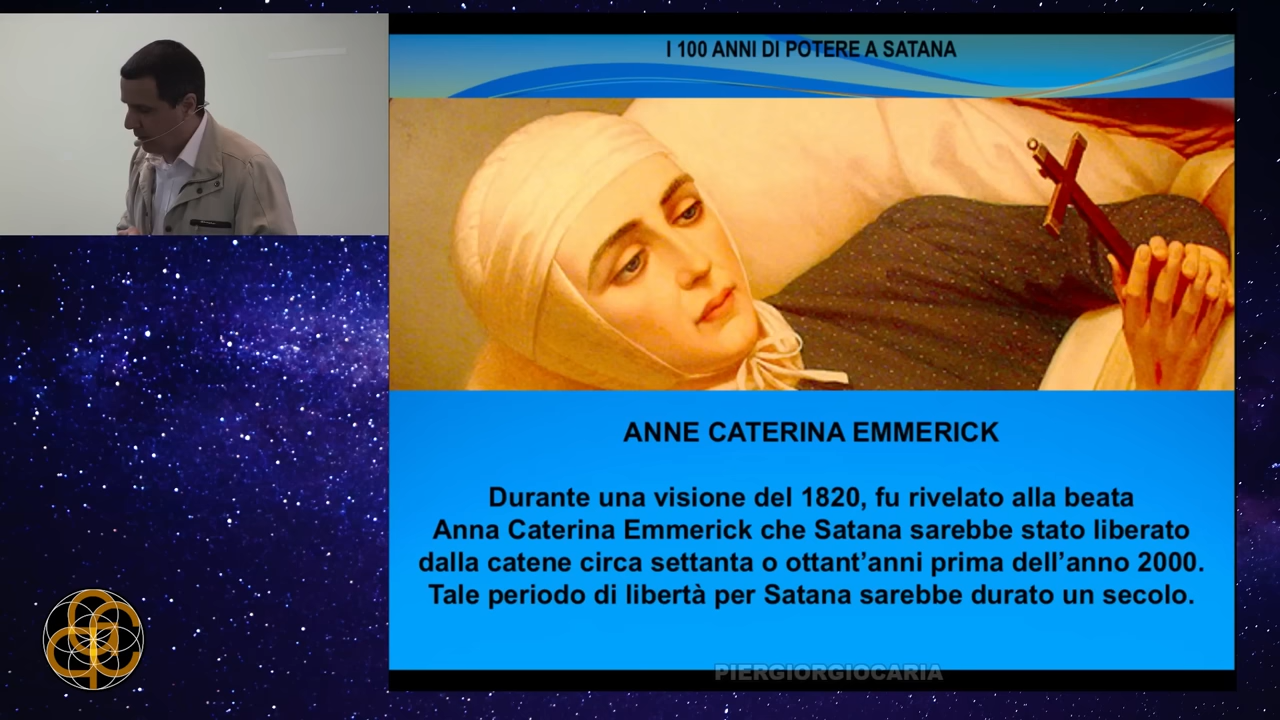 I 100 ANNI DI POTERE A SATANA
ANNE CATERINA EMMERICK
Durante una visione del 1820, fu rivelato alla beata
Anna Caterina Emmerick che Satana sarebbe stato liberato
dalla catene circa settanta o ottant’anni prima dell’anno 2000.
Tale periodo di libertà per Satana sarebbe durato un secolo.
PIERGIORGIOCARIA